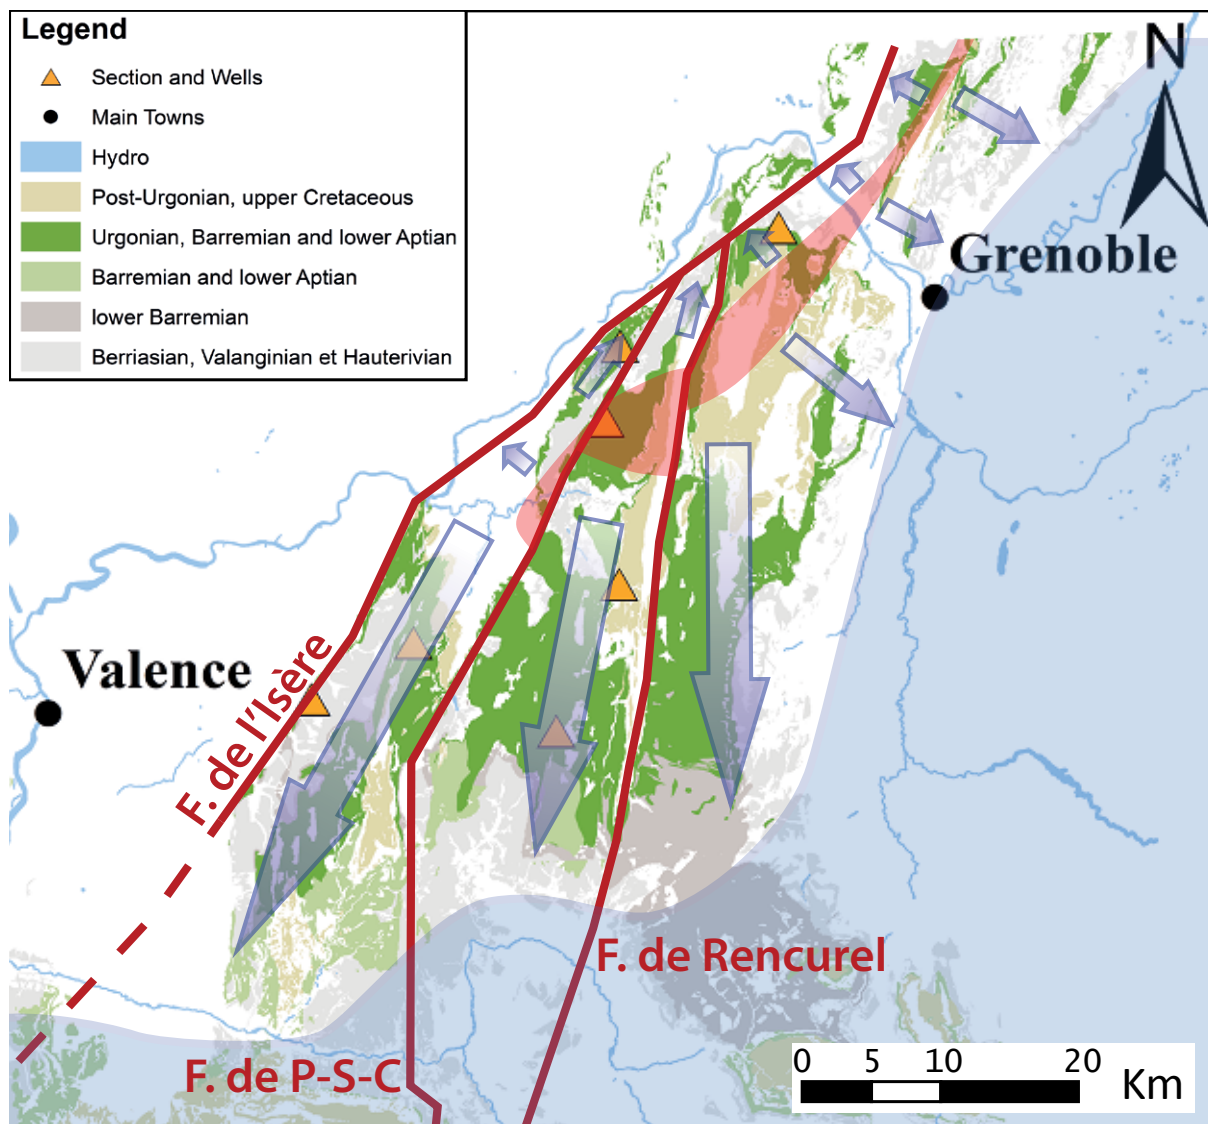 Legend
Section and Wells
Main Towns
Hydro
Post-Urgonian, upper Cretaceous
Urgonian, Barremian and lower Aptian
Barremian and lower Aptian
lower Barremian
Berriasian, Valanginian et Hauterivian
N
Grenoble
Valence
F. de l'Isère
F. de Rencurel
F. de P-S-C
0 5 10 20
Km